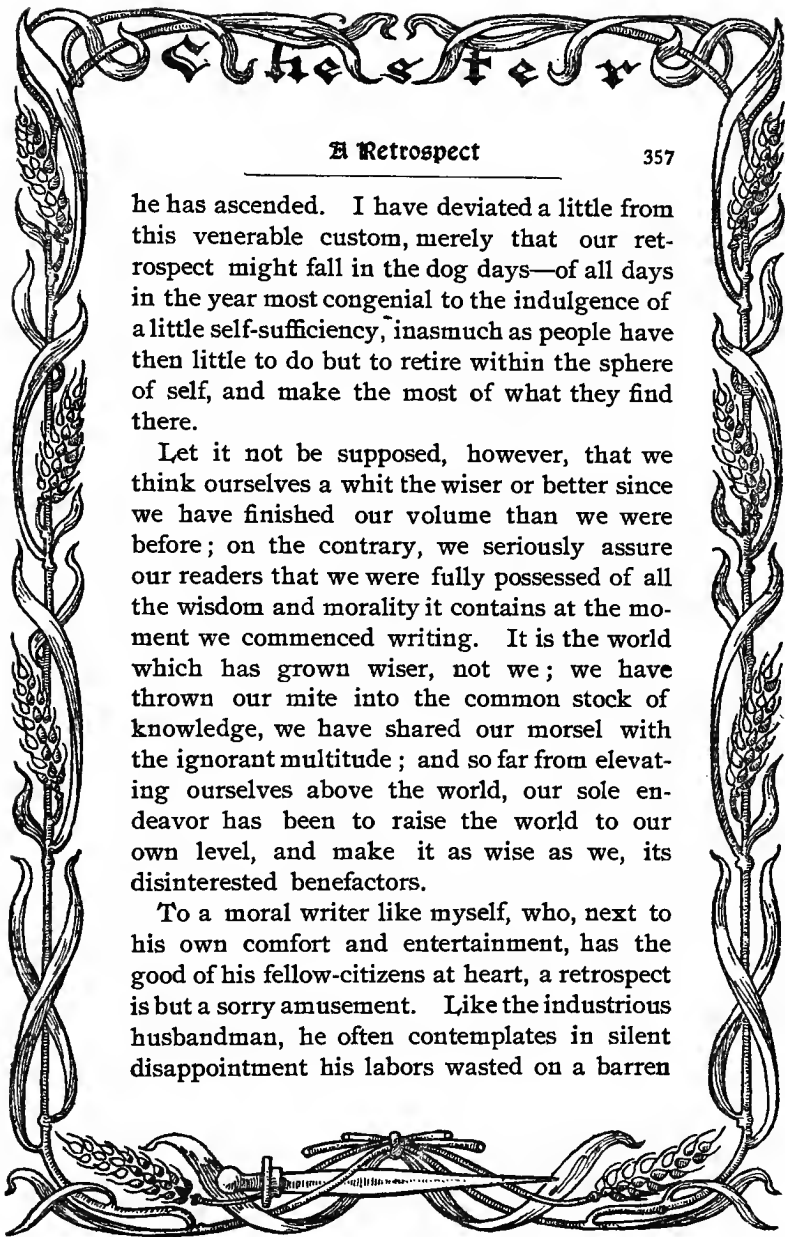 Chester
A Retrospect 357
he has ascended. I have deviated a little from
this venerable custom, merely that our ret-
rospect might fall in the dog days—of all days
in the year most congenial to the indulgence of
a little self-sufficiency, inasmuch as people have
then little to do but to retire within the sphere
of self, and make the most of what they find
there.
Let it not be supposed, however, that we
think ourselves a whit the wiser or better since
we have finished our volume than we were
before; on the contrary, we seriously assure
our readers that we were fully possessed of all
the wisdom and morality it contains at the mo-
ment we commenced writing. It is the world
which has grown wiser, not we; we have
thrown our mite into the common stock of
knowledge, we have shared our morsel with
the ignorant multitude; and so far from elevat-
ing ourselves above the world, our sole en-
deavor has been to raise the world to our
own level, and make it as wise as we, its
disinterested benefactors.
To a moral writer like myself, who, next to
his own comfort and entertainment, has the
good of his fellow-citizens at heart, a retrospect
is but a sorry amusement. Like the industrious
husbandman, he often contemplates in silent
disappointment his labors wasted on a barren